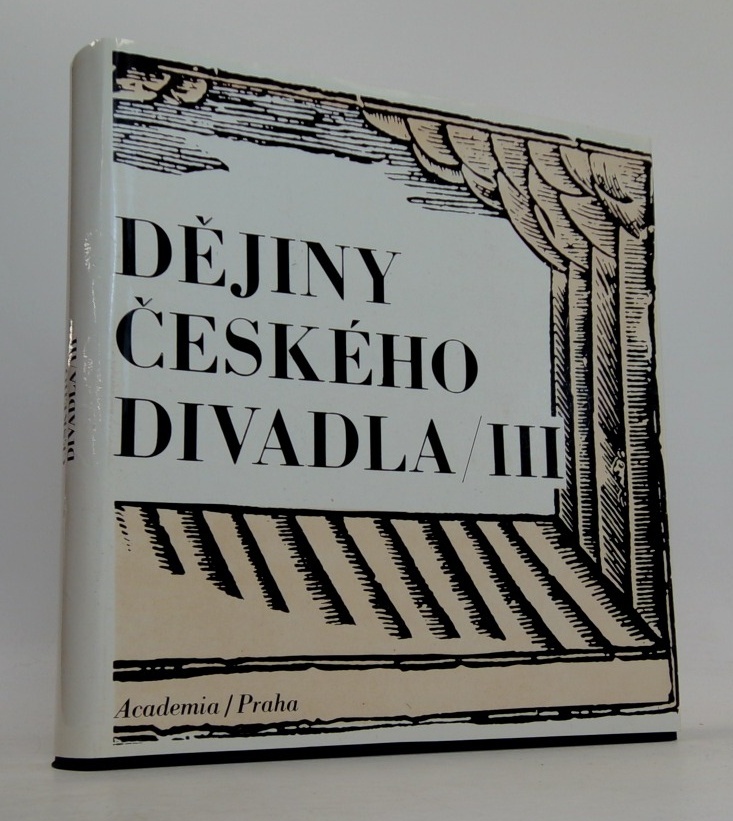 DĚJINY
ČESKÉHO
DIVADLA/III
Academia/Praha
DIVADLA/III